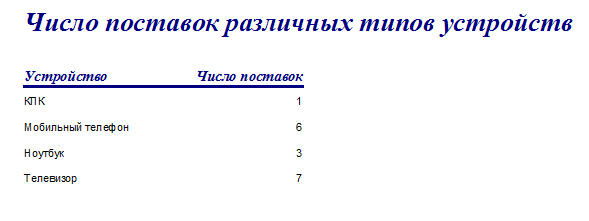 Число поставок различных типов устройств
Устройство Число поставок
КПК 1
Мобильный телефон 6
Ноутбук 3
Телевизор 7